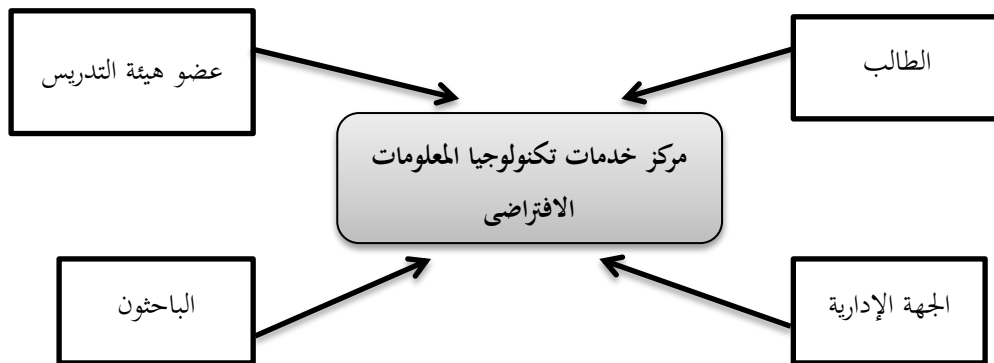 الطالب
عضو هيئة التدريس
مركز خدمات تكنولوجيا المعلومات
الافتراضى
الجهة الإدارية
الباحثون